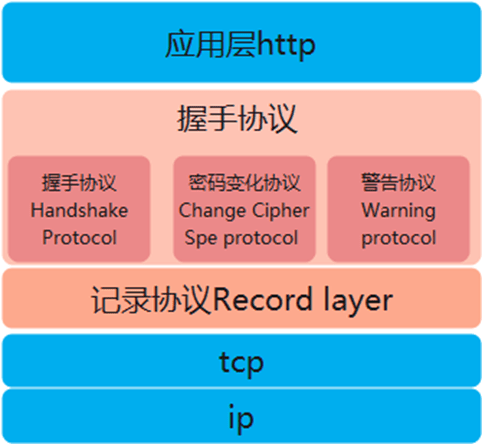 应用层http
握手协议
握手协议
Handshake
Protocol
密码变化协议
Change Cipher
Spe protocol
警告协议
Warning
protocol
记录协议Record layer
tcp
ip